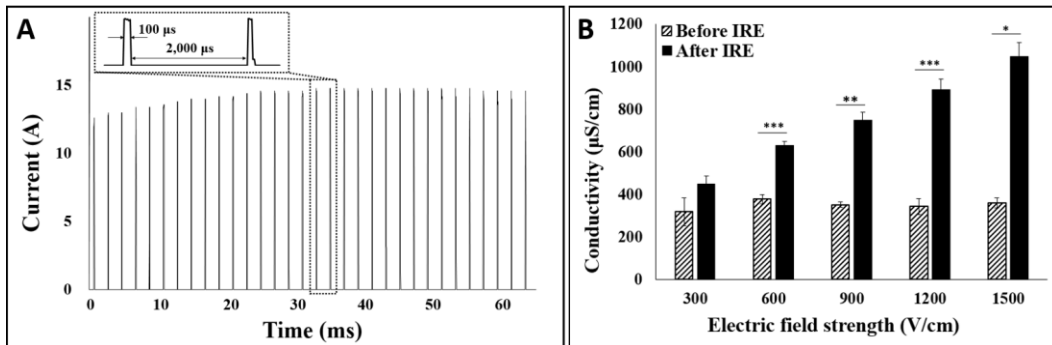 A
100 µs
2,000 µs
15
10
5
0
Current (A)
0 10 20 30 40 50 60
Time (ms)
B
Before IRE
After IRE
1200
1000
800
600
400
200
0
Conductivity (µS/cm)
***
**
***
*
300 600 900 1200 1500
Electric field strength (V/cm)